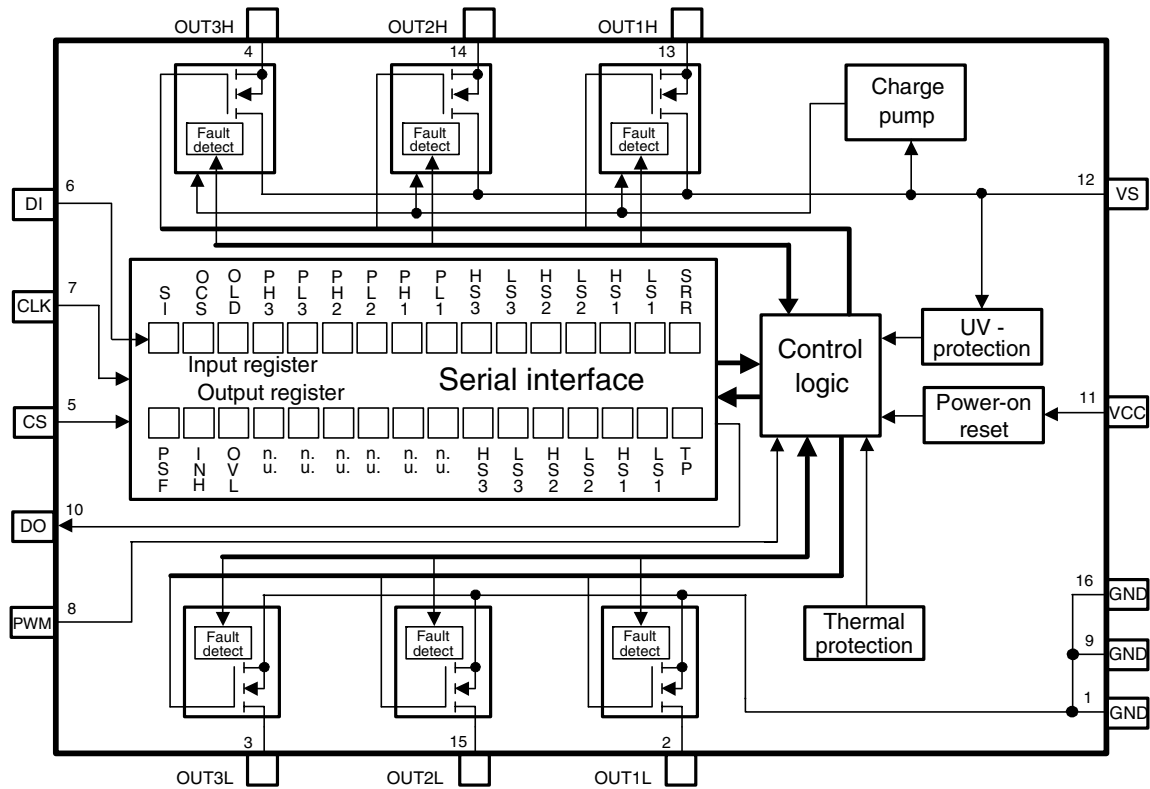 OUT3H
OUT2H
OUT1H
4
14
13
Charge
pump
Fault
detect
Fault
detect
Fault
detect
6
DI
12
VS
7
CLK
SI
OCS
OLD
PH3
PL3
PH2
PL2
PH1
PL1
HS3
LS3
HS2
LS2
HS1
LS1
SRR
Input register
Serial interface
Output register
Control
logic
UV -
protection
5
CS
Power-on
reset
11
VCC
PSF
INH
OVL
n.u.
n.u.
n.u.
n.u.
n.u.
n.u.
HS3
LS3
HS2
LS2
HS1
LS1
TP
10
DO
8
PWM
16
GND
Thermal
protection
9
GND
1
GND
Fault
detect
Fault
detect
Fault
detect
3
15
2
OUT3L
OUT2L
OUT1L